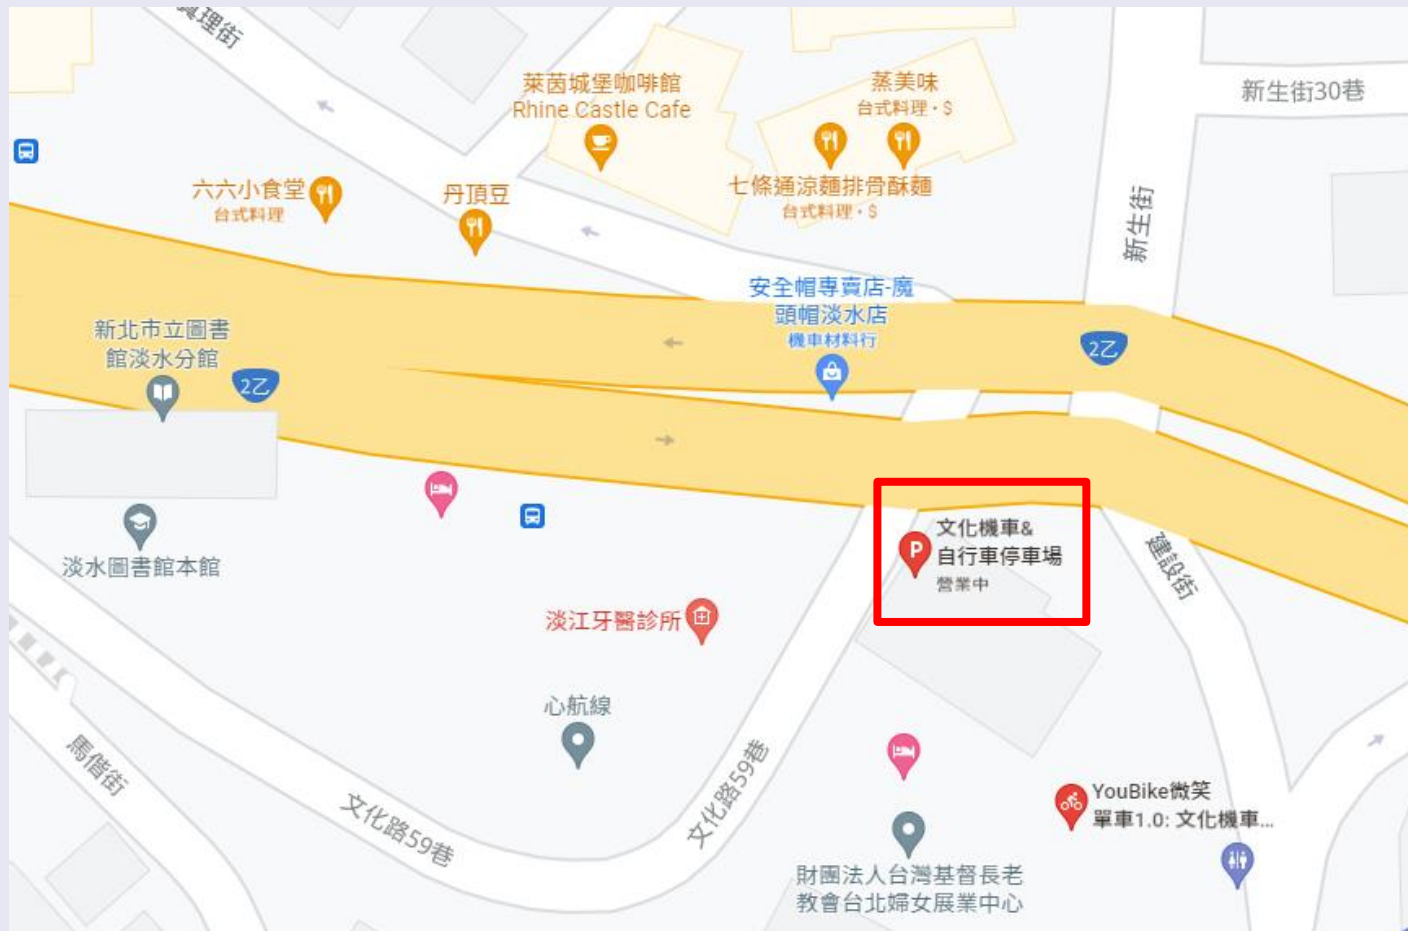 真理街
萊茵城堡咖啡館
Rhine Castle Cafe
蒸美味
台式料理・$
新生街30巷
六六小食堂
台式料理
丹頂豆
七條通涼麵排骨酥麵
台式料理・$
新生街
安全帽專賣店-魔
頭帽淡水店
機車材料行
2乙
新北市立圖書
館淡水分館
2乙
文化機車&
自行車停車場
營業中
P
建設街
淡水圖書館本館
淡江牙醫診所
心航線
馬偕街
文化路59巷
文化路59巷
YouBike微笑
單車1.0: 文化機車...
財團法人台灣基督長老
教會台北婦女展業中心